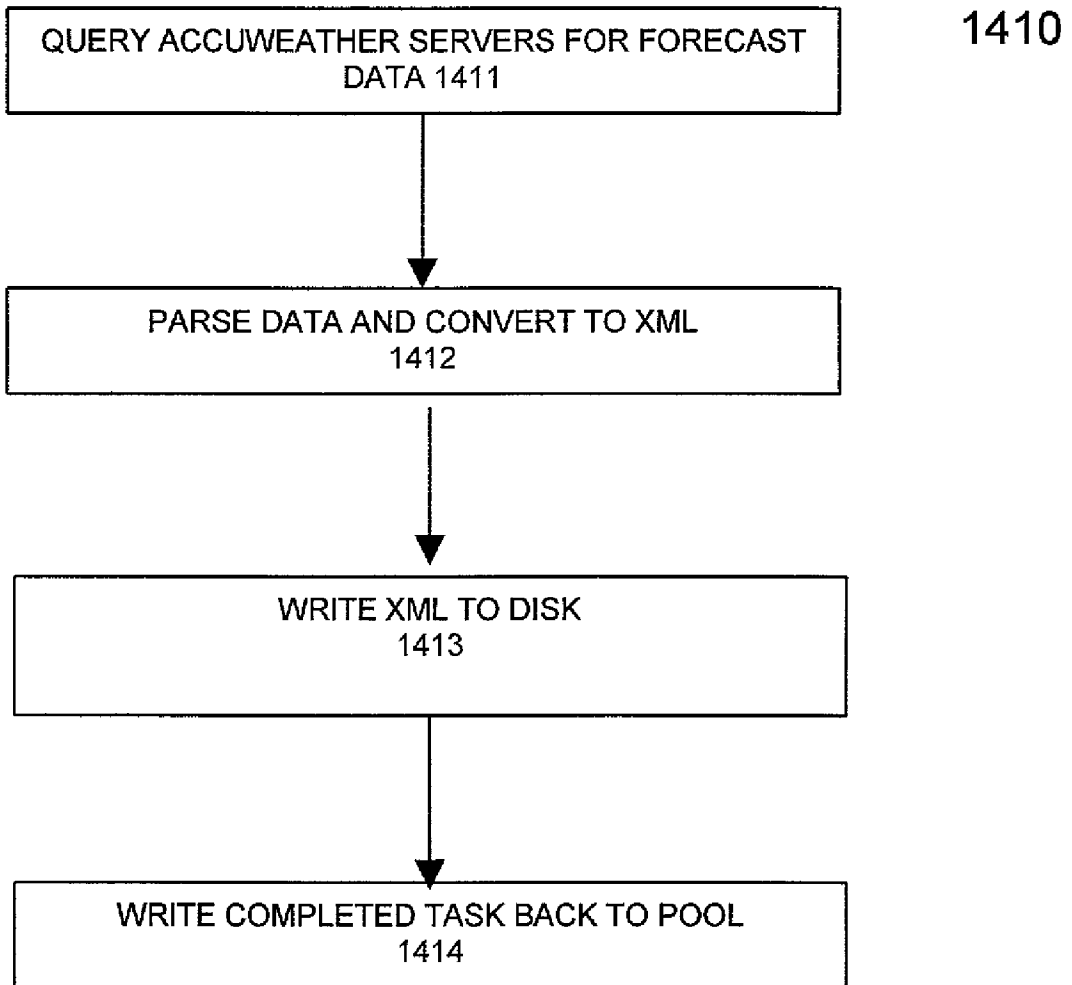 1410
QUERY ACCUWEATHER SERVERS FOR FORECAST
DATA 1411
PARSE DATA AND CONVERT TO XML
1412
WRITE XML TO DISK
1413
WRITE COMPLETED TASK BACK TO POOL
1414